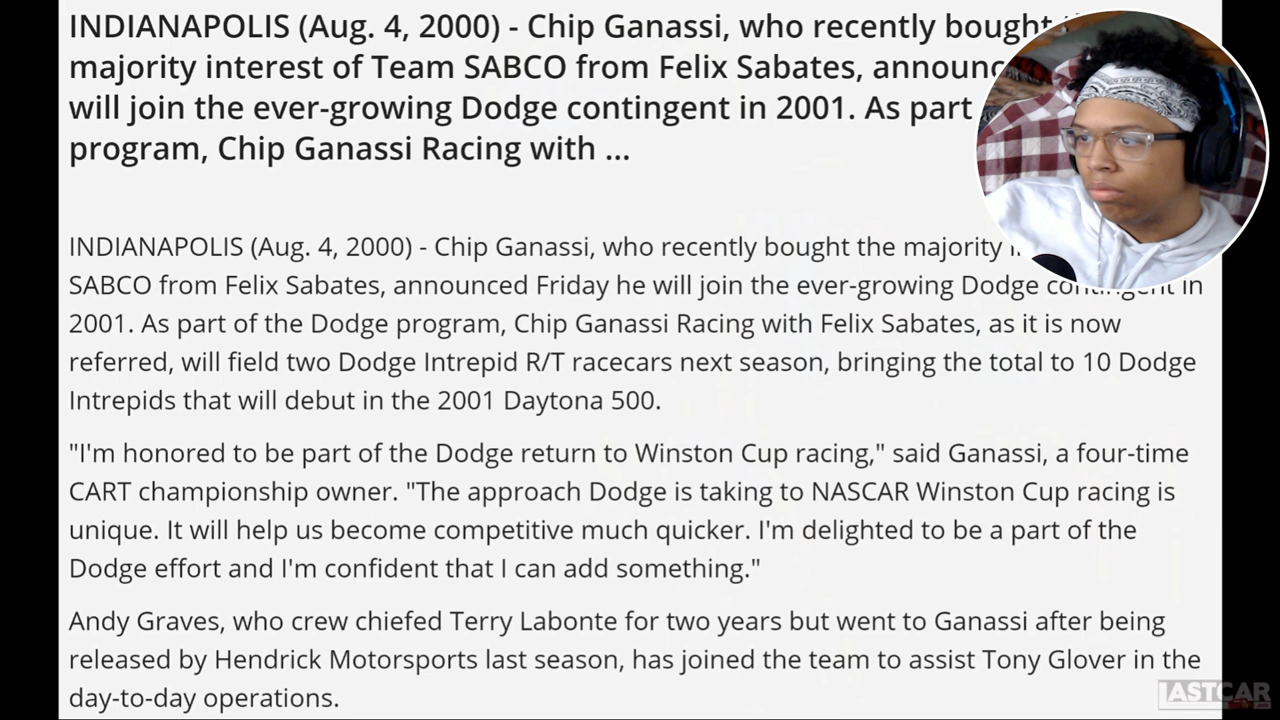 INDIANAPOLIS (Aug. 4, 2000) - Chip Ganassi, who recently bought
majority interest of Team SABCO from Felix Sabates,
will join the ever-growing Dodge contingent in 2001. As part
program, Chip Ganassi Racing with ...
INDIANAPOLIS (Aug. 4, 2000) - Chip Ganassi, who recently bought the majority
SABCO from Felix Sabates, announced Friday he will join the ever-growing Dodge contingent in
2001. As part of the Dodge program, Chip Ganassi Racing with Felix Sabates, as it is now
referred, will field two Dodge Intrepid R/T racecars next season, bringing the total to 10 Dodge
Intrepids that will debut in the 2001 Daytona 500.
"I'm honored to be part of the Dodge return to Winston Cup racing," said Ganassi, a four-time
CART championship owner. "The approach Dodge is taking to NASCAR Winston Cup racing is
unique. It will help us become competitive much quicker. I'm delighted to be a part of the
Dodge effort and I'm confident that I can add something."
Andy Graves, who crew chiefed Terry Labonte for two years but went to Ganassi after being
released by Hendrick Motorsports last season, has joined the team to assist Tony Glover in the
day-to-day operations.
LASTCAR